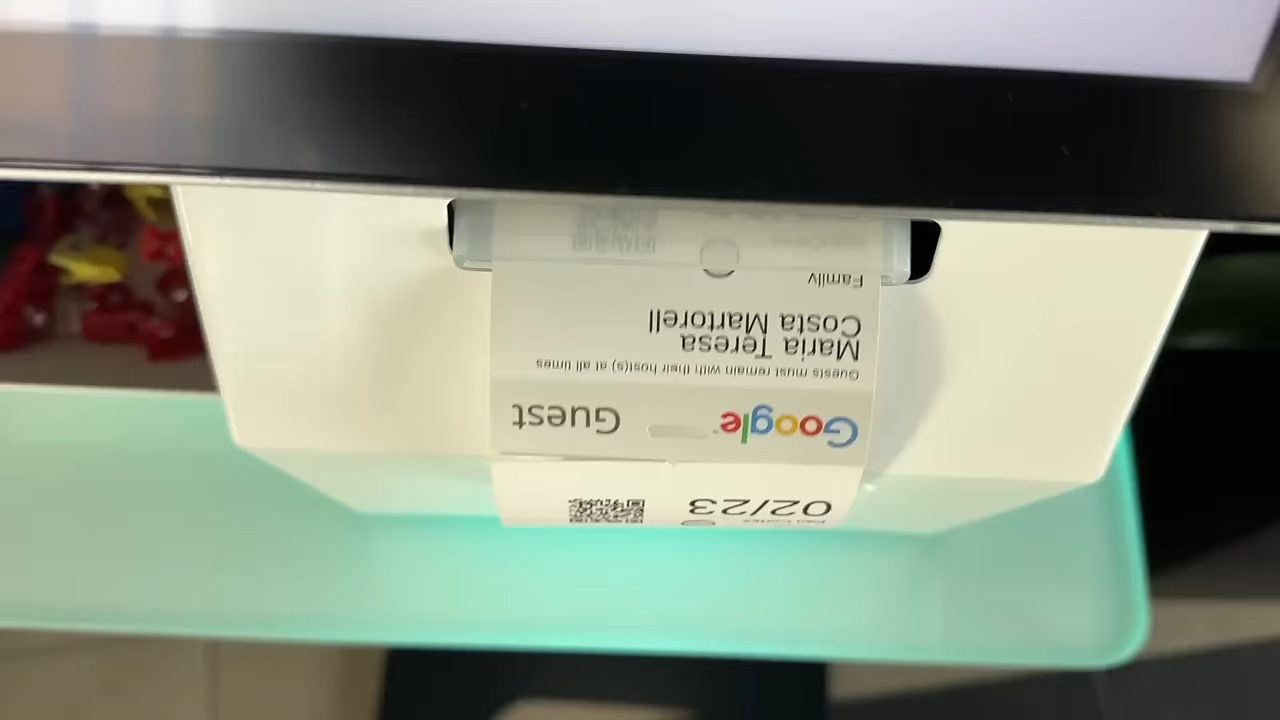 02/23
Google Guest
Guests must remain with their host(s) at all times
Maria Teresa
Costa Martorell
Family